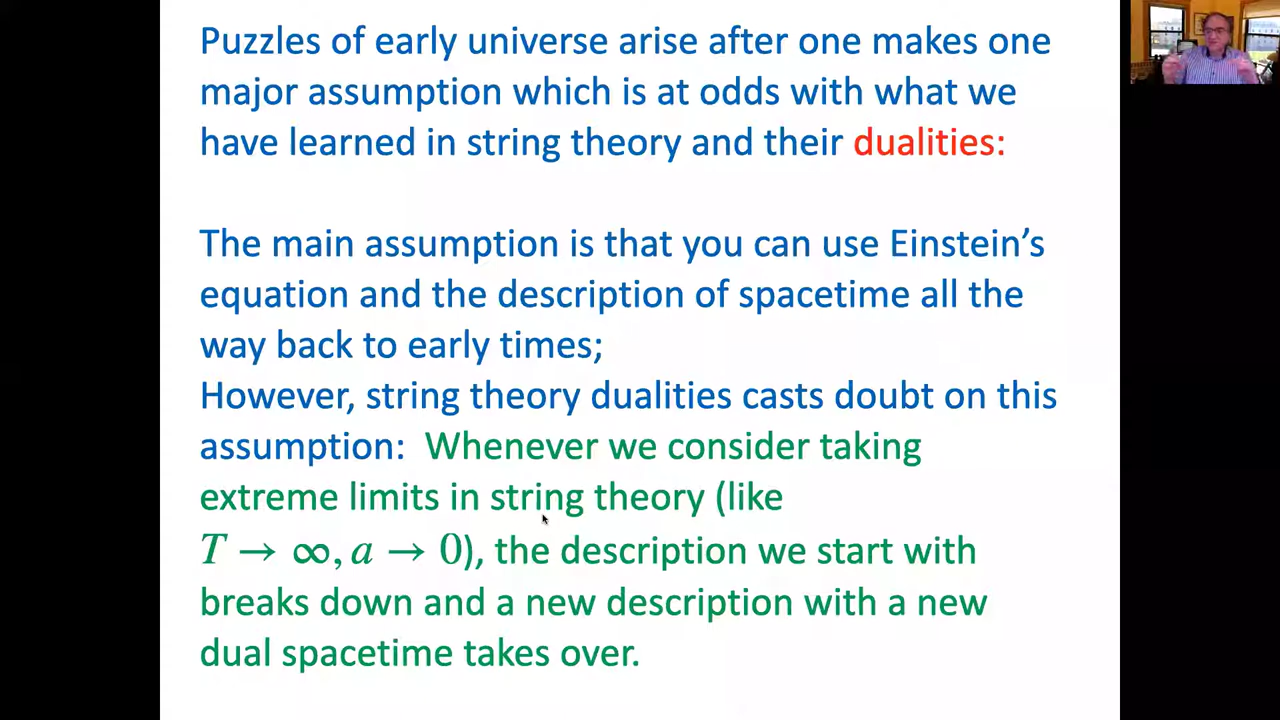 Puzzles of early universe arise after one makes one
major assumption which is at odds with what we
have learned in string theory and their dualities:
The main assumption is that you can use Einstein’s
equation and the description of spacetime all the
way back to early times;
However, string theory dualities casts doubt on this
assumption: Whenever we consider taking
extreme limits in string theory (like
T → ∞, a → 0), the description we start with
breaks down and a new description with a new
dual spacetime takes over.